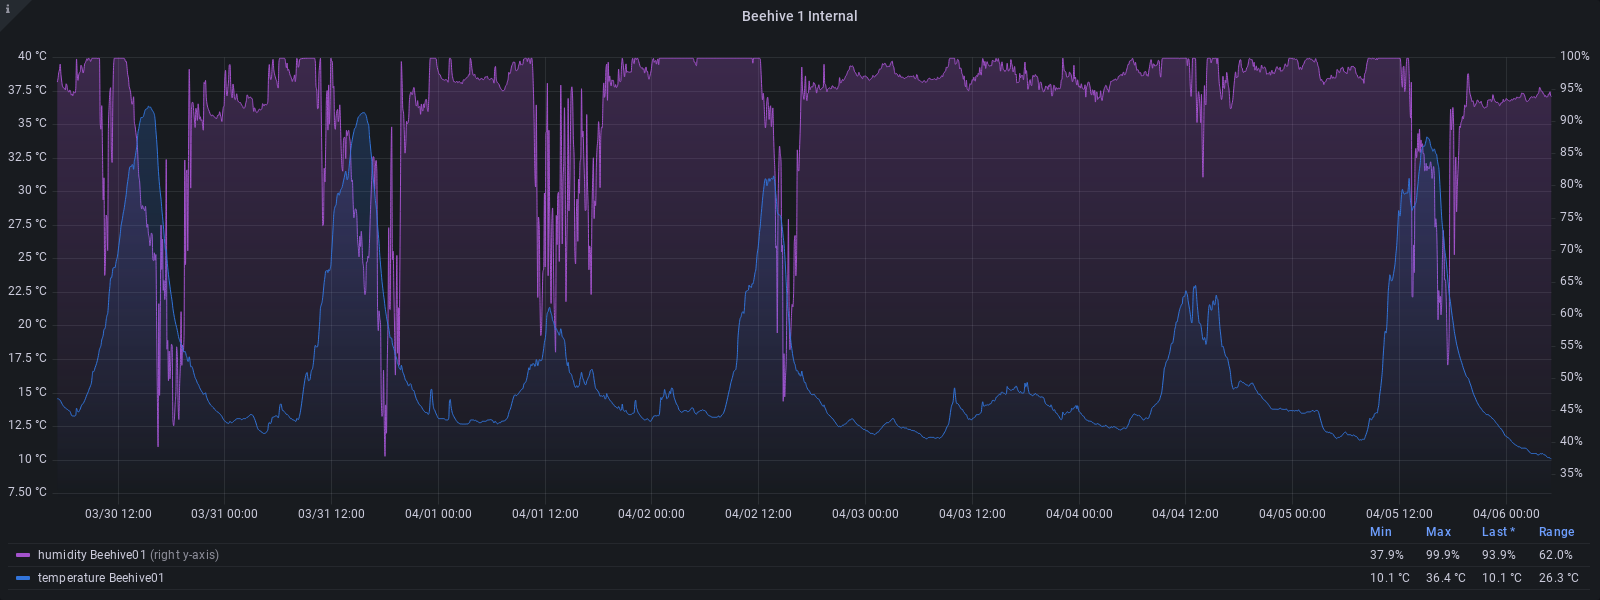 i
Beehive 1 Internal
40 °C 100%
37.5 °C 95%
35 °C 90%
32.5 °C 85%
30 °C 80%
27.5 °C 75%
25 °C 70%
22.5 °C 65%
20 °C 60%
17.5 °C 55%
15 °C 50%
12.5 °C 45%
10 °C 40%
7.50 °C 35%
03/30 12:00 03/31 00:00 03/31 12:00 04/01 00:00 04/01 12:00 04/02 00:00 04/02 12:00 04/03 00:00 04/03 12:00 04/04 00:00 04/04 12:00 04/05 00:00 04/05 12:00 04/06 00:00
Min Max Last * Range
humidity Beehive01 (right y-axis) 37.9% 99.9% 93.9% 62.0%
temperature Beehive01 10.1 °C 36.4 °C 10.1 °C 26.3 °C